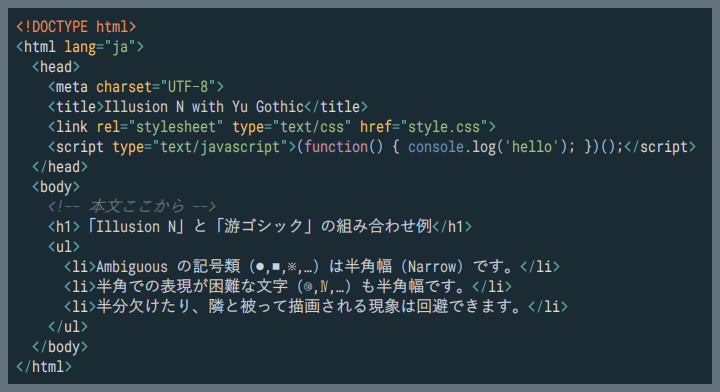 <!DOCTYPE html>
<html lang="ja">
  <head>
    <meta charset="UTF-8">
    <title>Illusion N with Yu Gothic</title>
    <link rel="stylesheet" type="text/css" href="style.css">
    <script type="text/javascript">(function() { console.log('hello'); })();</script>
  </head>
  <body>
    <!-- 本文ここから -->
    <h1>「Illusion N」と「游ゴシック」の組み合わせ例</h1>
    <ul>
      <li>Ambiguous の記号類（●,■,※,…）は半角幅（Narrow）です。</li>
      <li>半角での表現が困難な文字（,…）も半角幅です。</li>
      <li>半分欠けたり、隣と被って描画される現象は回避できます。</li>
    </ul>
  </body>
</html>